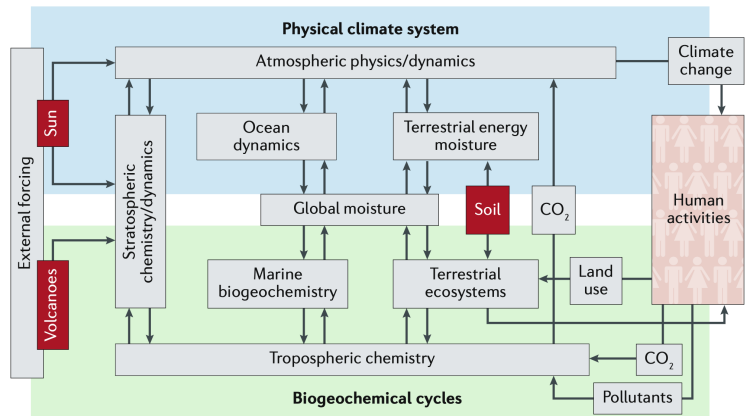 Physical climate system
Atmospheric physics/dynamics
Climate
change
External forcing
Sun
Volcanoes
Stratospheric
chemistry/dynamics
Ocean
dynamics
Terrestrial energy
moisture
Global moisture
Soil
CO2
Human
activities
Marine
biogeochemistry
Terrestrial
ecosystems
Land
use
Tropospheric chemistry
CO2
Pollutants
Biogeochemical cycles